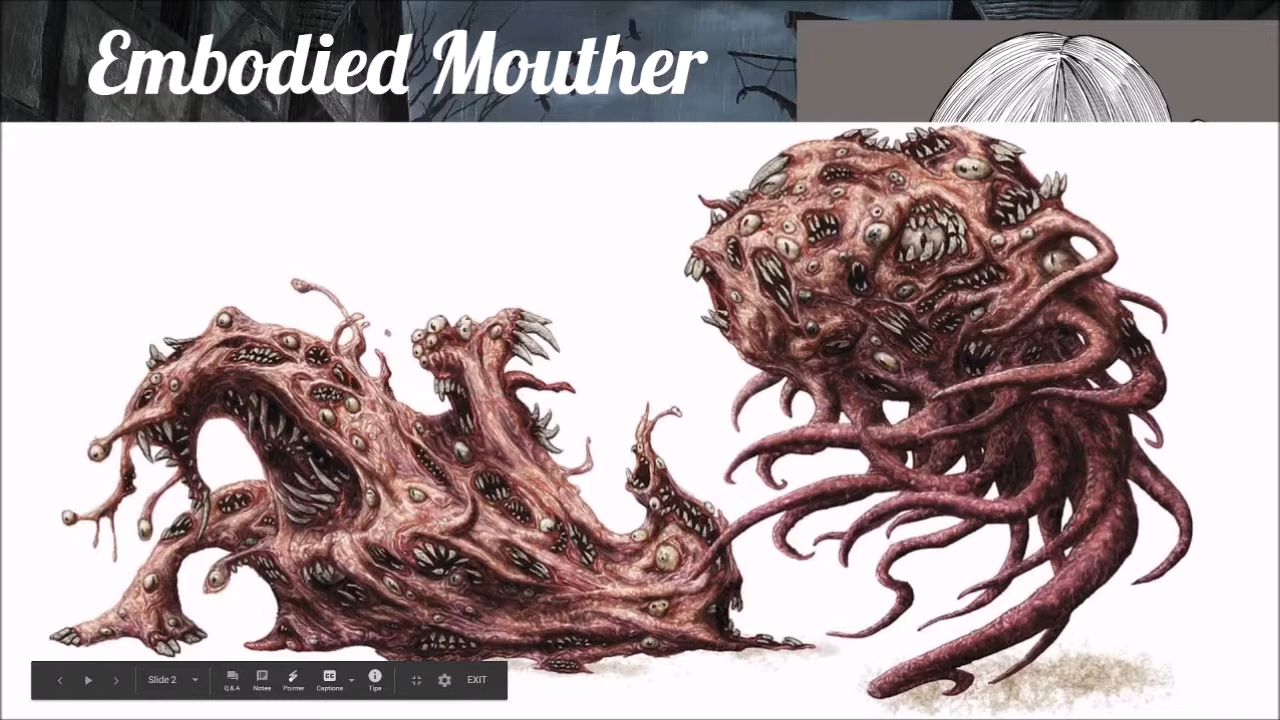 Embodied Mouther
Slide 2
Q&A
Notes
Pointer
Captions
Tips
EXIT